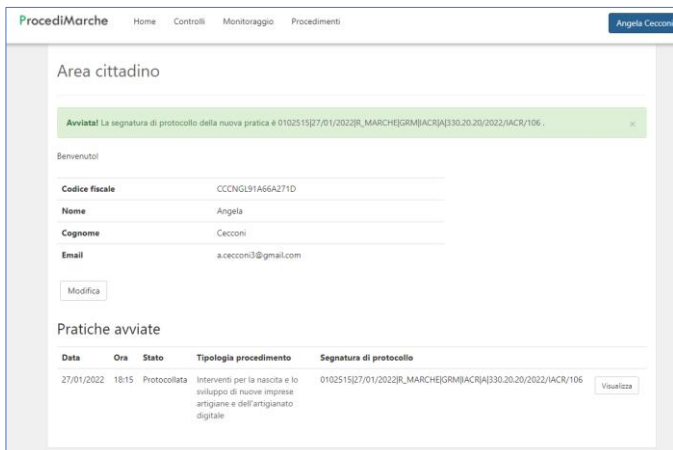 ProcediMarche Home Controlli Monitoraggio Procedimenti Angela Cecconi
Area cittadino
Avviata! La segnatura di protocollo della nuova pratica è 0102515|27/01/2022|R_MARCHE|GRM|IACR|A|330.20.20/2022/IACR/106 . ×
Benvenuto!
Codice fiscale CCCNGL91A66A271D
Nome Angela
Cognome Cecconi
Email a.cecconi3@gmail.com
Modifica
Pratiche avviate
Data Ora Stato Tipologia procedimento Segnatura di protocollo
27/01/2022 18:15 Protocollata Interventi per la nascita e lo 0102515|27/01/2022|R_MARCHE|GRM|IACR|A|330.20.20/2022/IACR/106 Visualizza
sviluppo di nuove imprese
artigiane e dell'artigianato
digitale